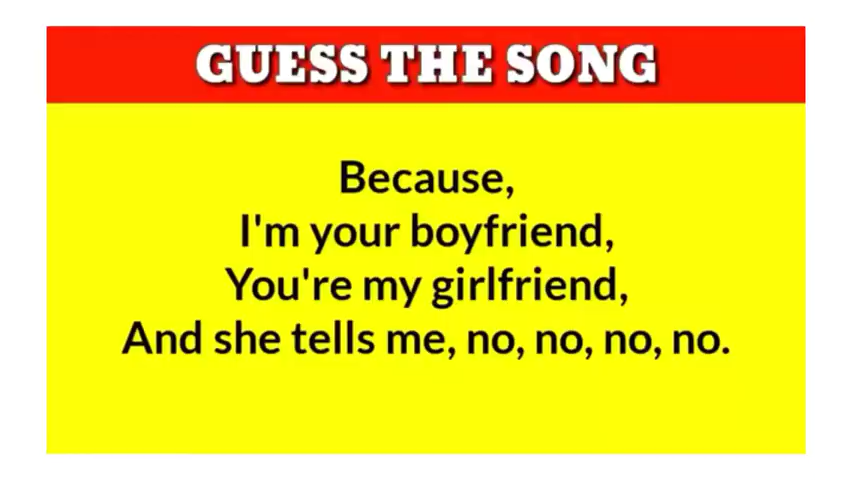 GUESS THE SONG
Because,
I'm your boyfriend,
You're my girlfriend,
And she tells me, no, no, no, no.